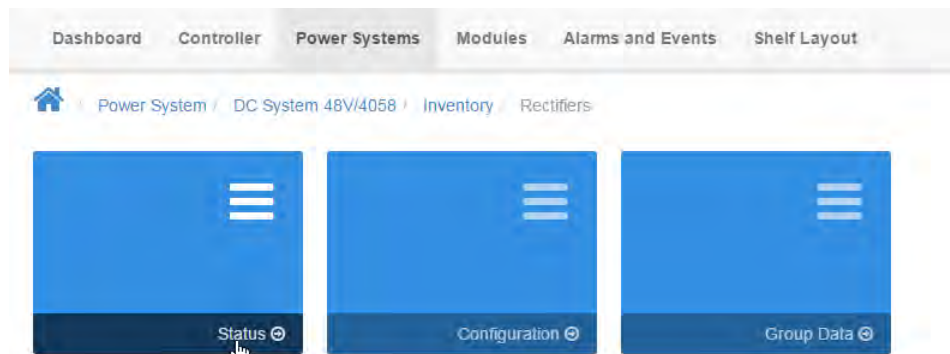 Dashboard Controller Power Systems Modules Alarms and Events Shelf Layout
Power System / DC System 48V/4058 / Inventory / Rectifiers
Status Configuration Group Data